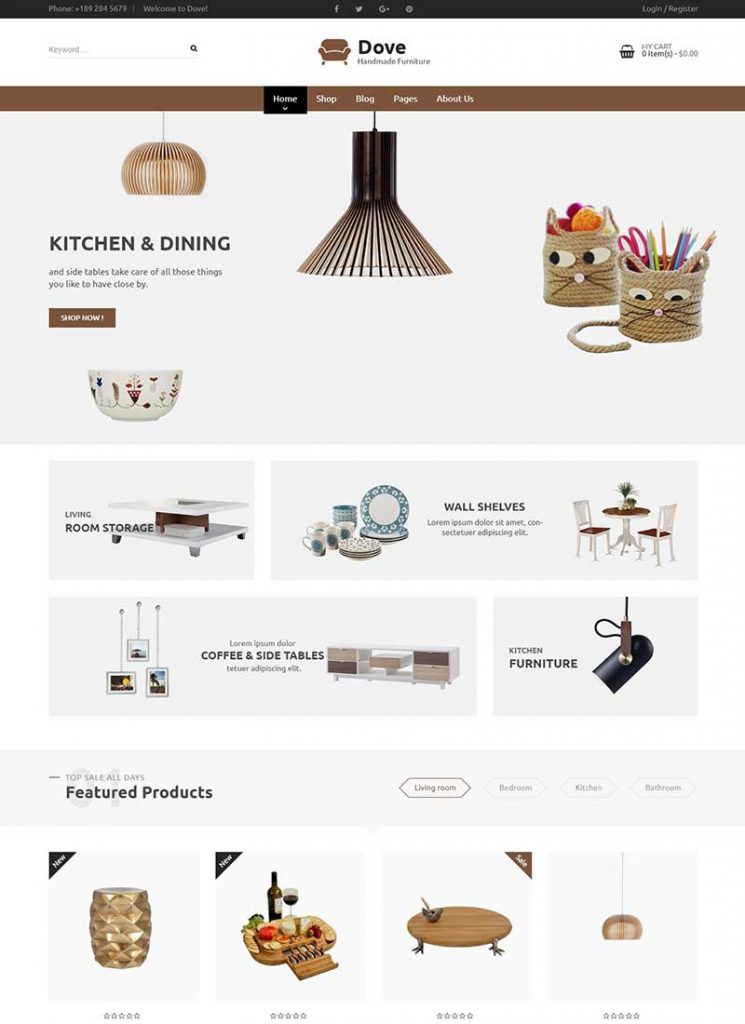 Phone: +189 284 5679 | Welcome to Dove!
Login / Register
Keyword ...
Dove
Handmade Furniture
MY CART
0 item(s) - $0.00
Home
Shop
Blog
Pages
About Us
KITCHEN & DINING
and side tables take care of all those things
you like to have close by.
SHOP NOW !
LIVING
ROOM STORAGE
WALL SHELVES
Lorem ipsum dolor sit amet, con-
sectetuer adipiscing elit.
Lorem ipsum dolor
COFFEE & SIDE TABLES
tetuer adipiscing elit.
KITCHEN
FURNITURE
01
TOP SALE ALL DAYS
Featured Products
Living room
Bedroom
Kitchen
Bathroom
New
New
Sale